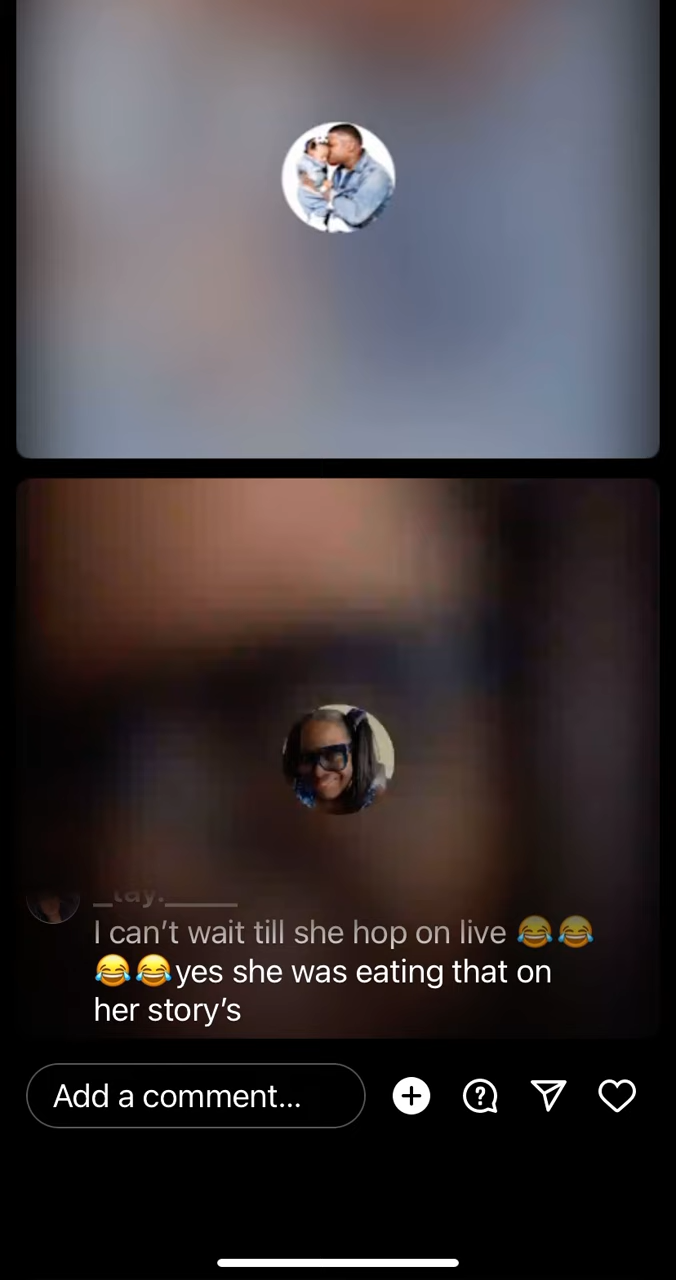 I can’t wait till she hop on live 😂😂
😂😂yes she was eating that on
her story’s
Add a comment...